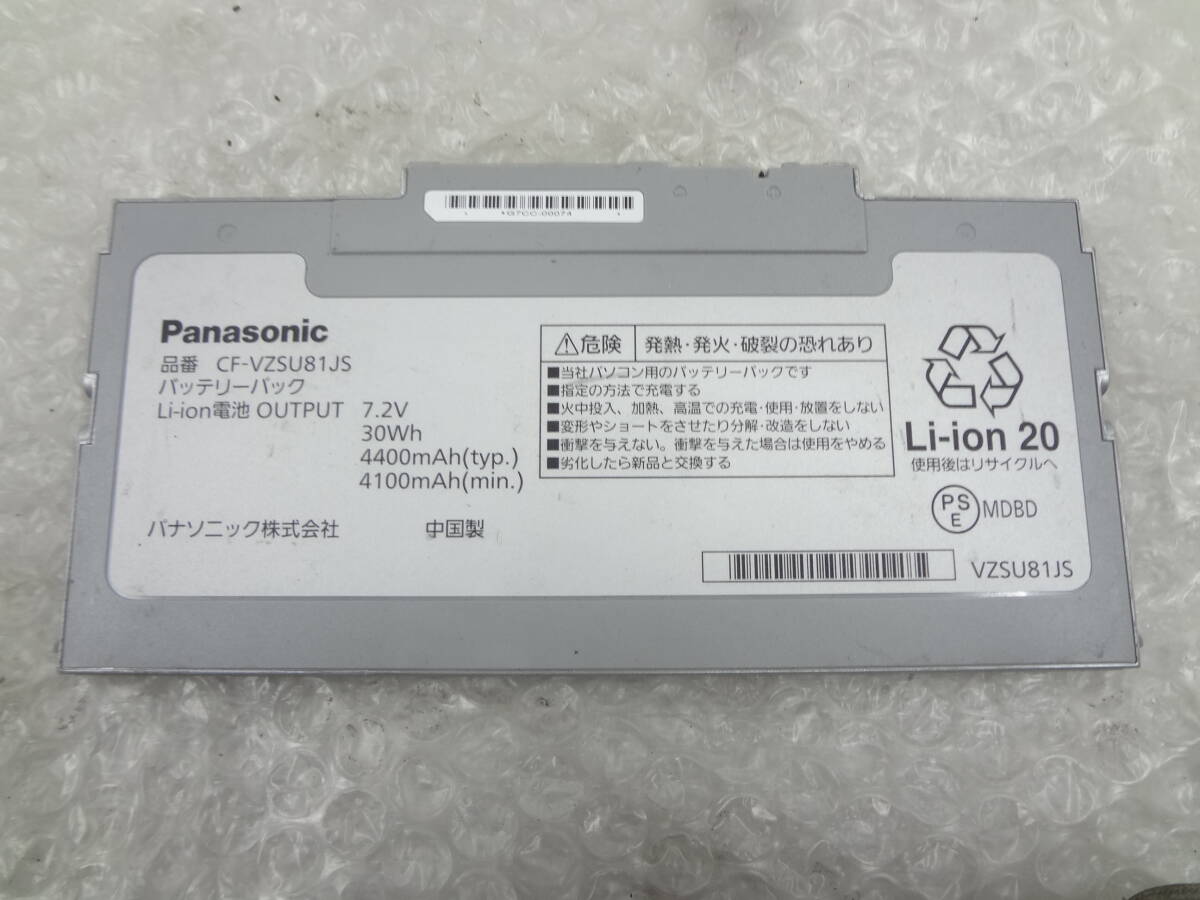 *G7CC-00074
Panasonic
品番 CF-VZSU81JS
バッテリーパック
Li-ion電池 OUTPUT 7.2V
30Wh
4400mAh(typ.)
4100mAh(min.)
パナソニック株式会社 中国製
危険 発熱・発火・破裂の恐れあり
■当社パソコン用のバッテリーパックです
■指定の方法で充電する
■火中投入、加熱、高温での充電・使用・放置をしない
■変形やショートをさせたり分解・改造をしない
■衝撃を与えない。衝撃を与えた場合は使用をやめる
■劣化したら新品と交換する
Li-ion 20
使用後はリサイクルへ
PS
E
MDBD
VZSU81JS